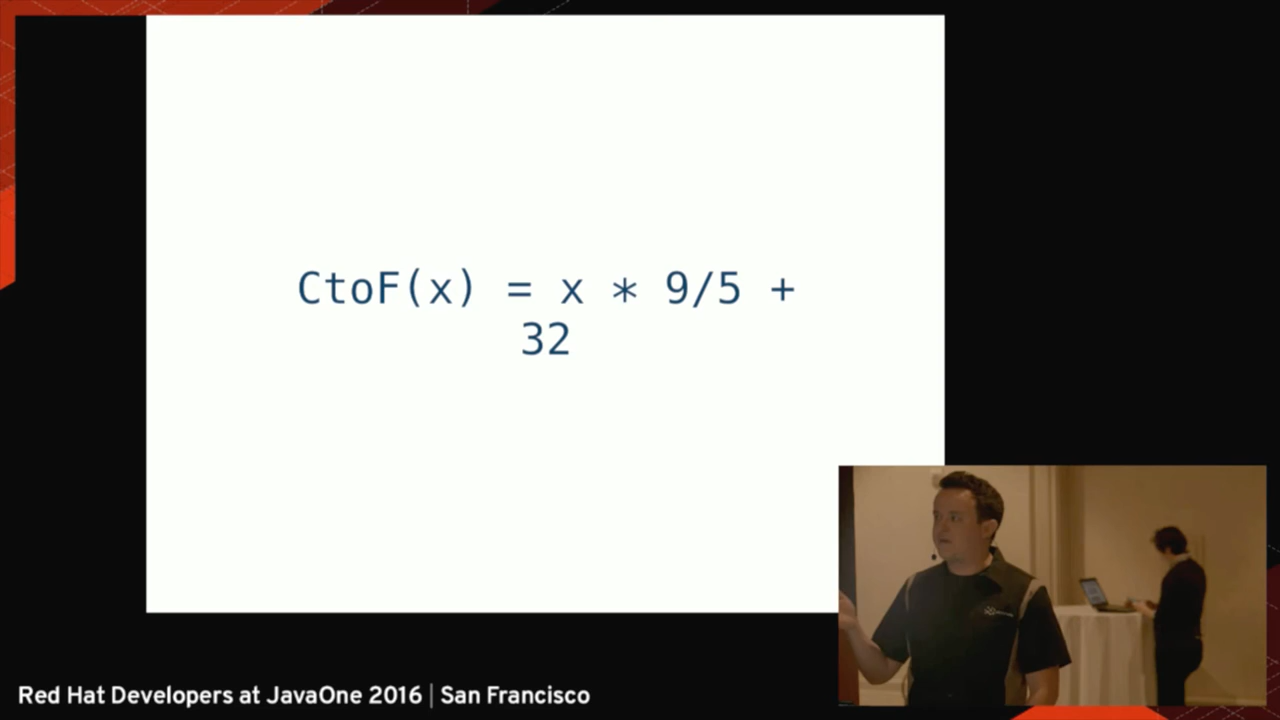 CtoF(x) = x * 9/5 +
32
Red Hat Developers at JavaOne 2016 | San Francisco